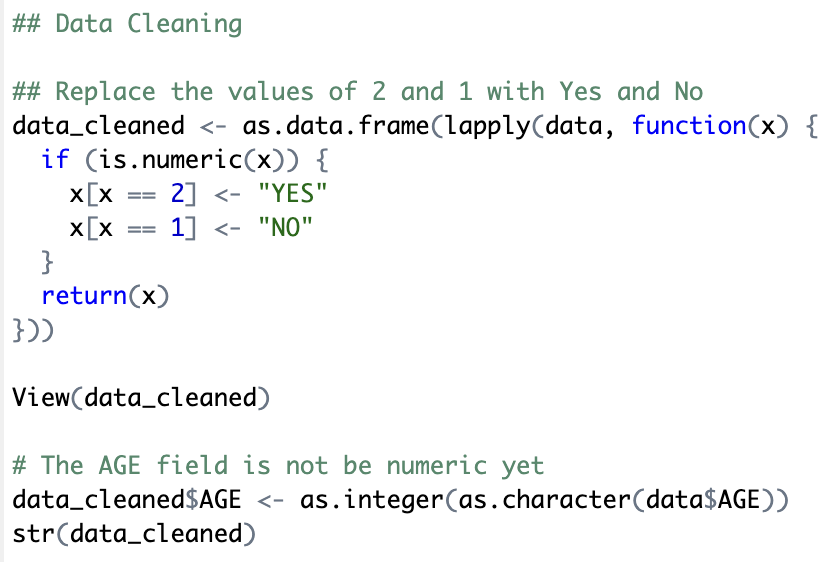 ## Data Cleaning
## Replace the values of 2 and 1 with Yes and No
data_cleaned <- as.data.frame(lapply(data, function(x) {
  if (is.numeric(x)) {
    x[x == 2] <- "YES"
    x[x == 1] <- "NO"
  }
  return(x)
}))
View(data_cleaned)
# The AGE field is not be numeric yet
data_cleaned$AGE <- as.integer(as.character(data$AGE))
str(data_cleaned)